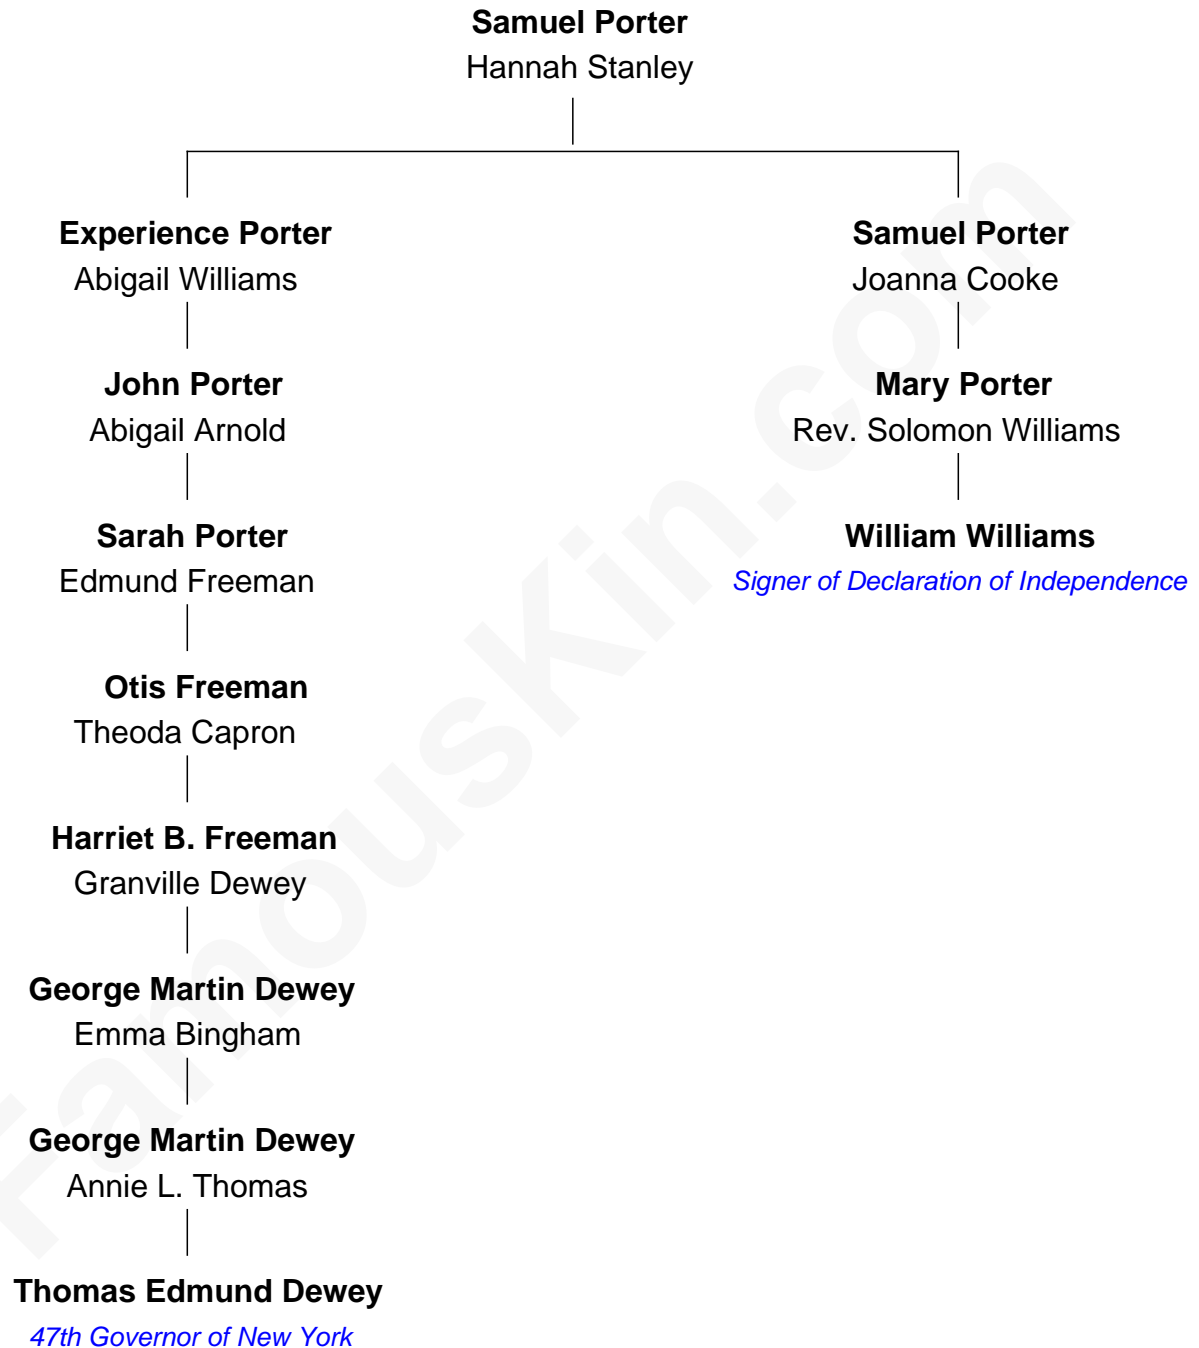 Samuel Porter
Hannah Stanley
Experience Porter
Abigail Williams
Samuel Porter
Joanna Cooke
John Porter
Abigail Arnold
Mary Porter
Rev. Solomon Williams
Sarah Porter
Edmund Freeman
William Williams
Signer of Declaration of Independence
Otis Freeman
Theoda Capron
Harriet B. Freeman
Granville Dewey
George Martin Dewey
Emma Bingham
George Martin Dewey
Annie L. Thomas
Thomas Edmund Dewey
47th Governor of New York
FamousKin.com